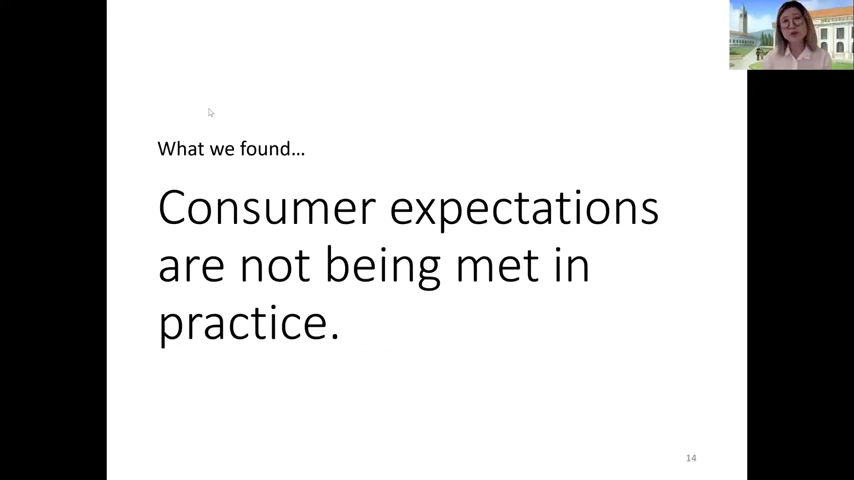 What we found...
Consumer expectations
are not being met in
practice.
14